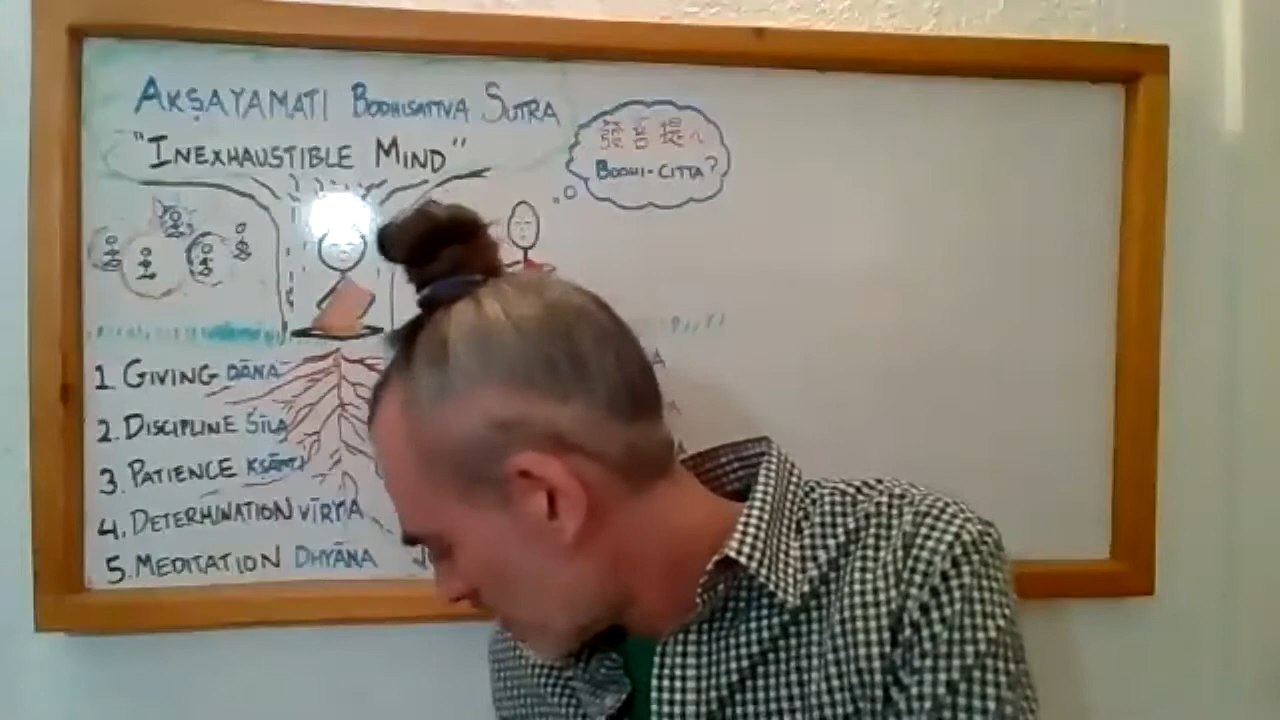 AKṢAYAMATI BODHISATTVA SUTRA
"INEXHAUSTIBLE MIND"
發菩提心
BODHI-CITTA?
1. GIVING DĀNA
2. DISCIPLINE ŚĪLA
3. PATIENCE KṢĀNTI
4. DETERMINATION VĪRYA
5. MEDITATION DHYĀNA